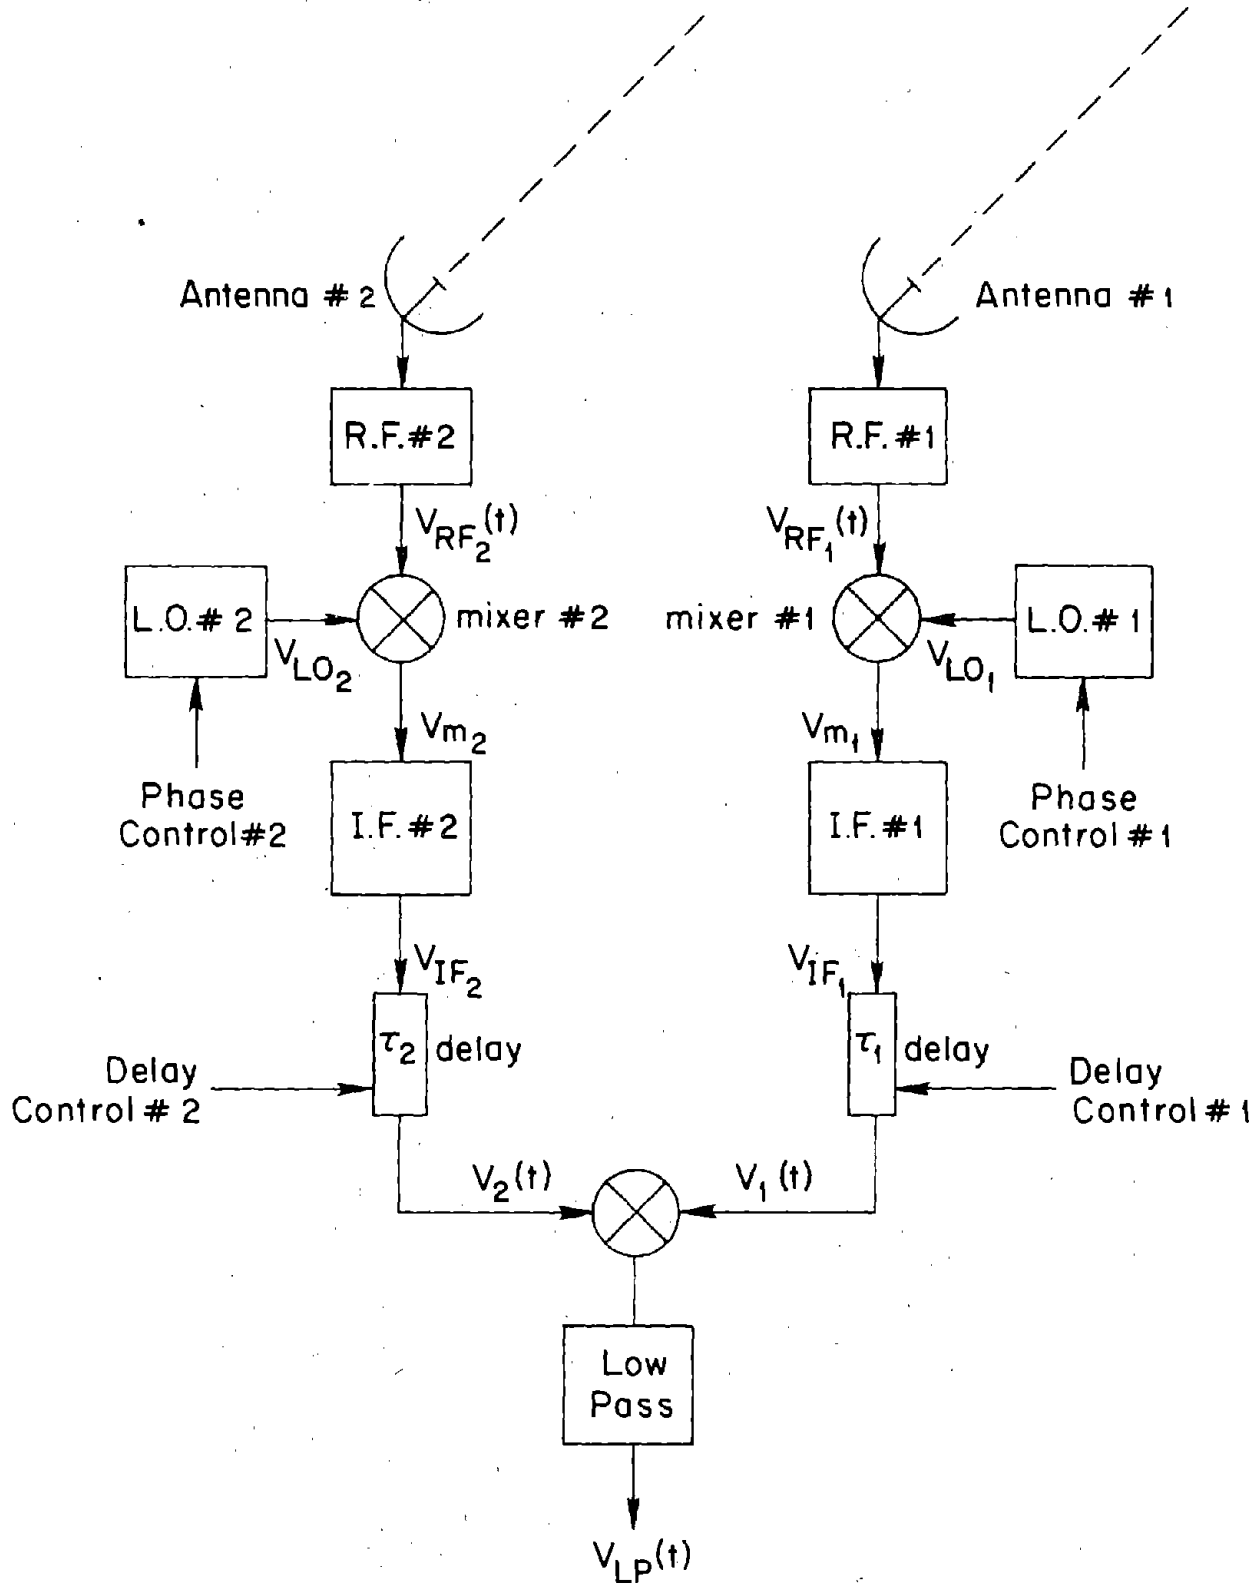 Antenna # 2
Antenna # 1
R.F. #2
R.F. #1
V_RF₂(t)
V_RF₁(t)
L.O. # 2
V_LO₂
mixer #2
mixer #1
V_LO₁
L.O. # 1
Vm₂
Vm₁
Phase
Control #2
I.F. #2
I.F. #1
Phase
Control # 1
V_IF₂
V_IF₁
τ₂ delay
τ₁ delay
Delay
Control # 2
Delay
Control # 1
V₂(t)
V₁(t)
Low
Pass
V_LP(t)